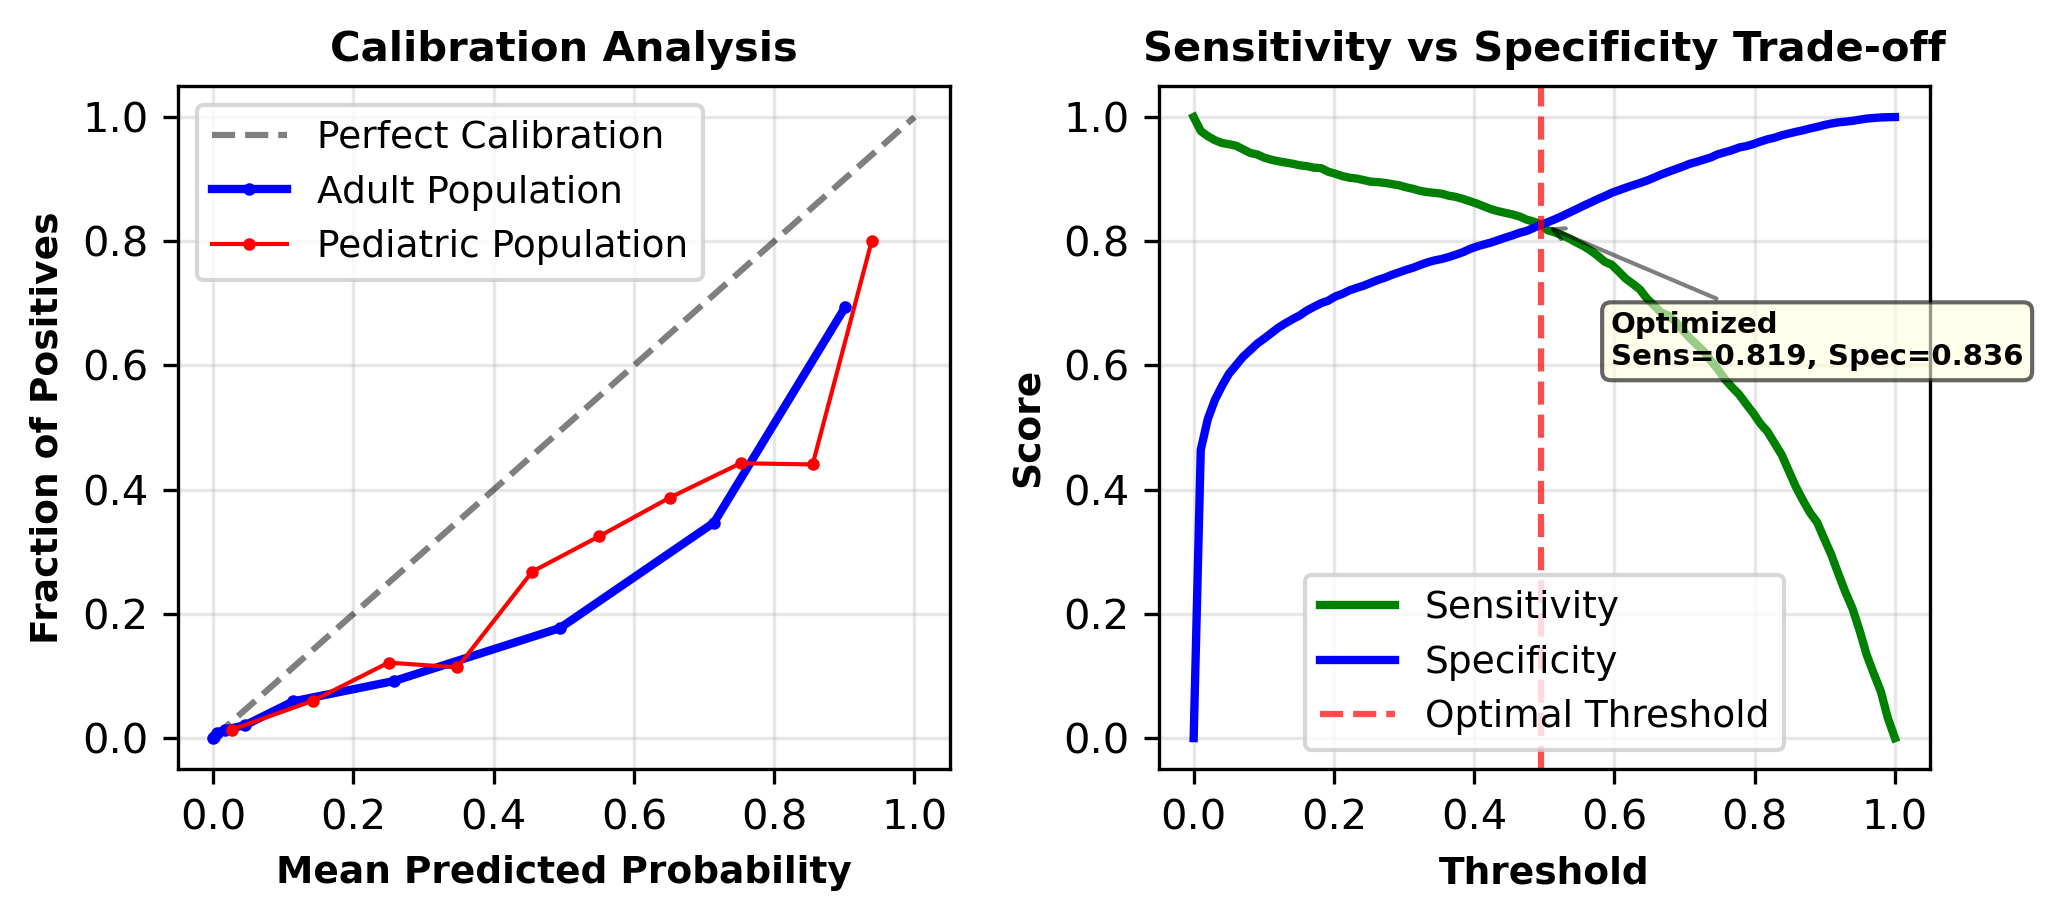 Calibration Analysis
Perfect Calibration
Adult Population
Pediatric Population
Fraction of Positives
1.0
0.8
0.6
0.4
0.2
0.0
0.0 0.2 0.4 0.6 0.8 1.0
Mean Predicted Probability
Sensitivity vs Specificity Trade-off
Score
1.0
0.8
0.6
0.4
0.2
0.0
Optimized
Sens=0.819, Spec=0.836
Sensitivity
Specificity
Optimal Threshold
0.0 0.2 0.4 0.6 0.8 1.0
Threshold